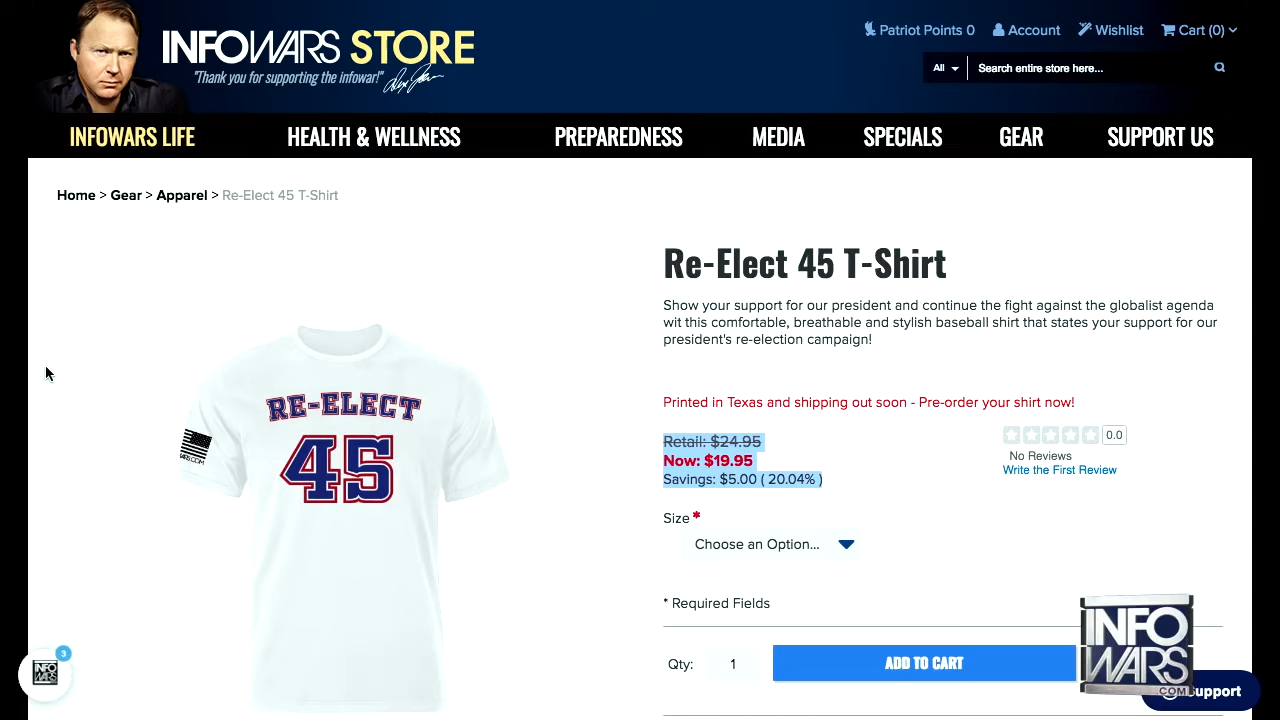 INFOWARS STORE
"Thank you for supporting the infowar!" Alex Jones
Patriot Points 0 Account Wishlist Cart (0)
All Search entire store here...
INFOWARS LIFE HEALTH & WELLNESS PREPAREDNESS MEDIA SPECIALS GEAR SUPPORT US
Home > Gear > Apparel > Re-Elect 45 T-Shirt
Re-Elect 45 T-Shirt
Show your support for our president and continue the fight against the globalist agenda
wit this comfortable, breathable and stylish baseball shirt that states your support for our
president's re-election campaign!
RE-ELECT
45
Printed in Texas and shipping out soon - Pre-order your shirt now!
Retail: $24.95
Now: $19.95
Savings: $5.00 ( 20.04% )
0.0
No Reviews
Write the First Review
Size *
Choose an Option...
* Required Fields
Qty: 1 ADD TO CART
INFO
WARS
.COM
Support
3
INFO
WARS